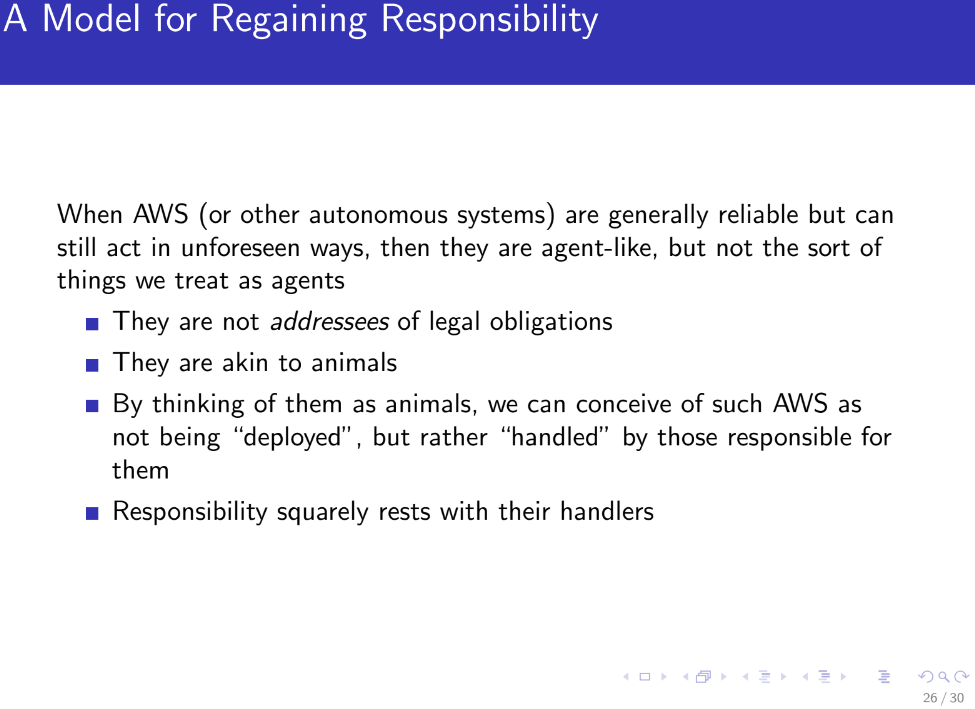 A Model for Regaining Responsibility
When AWS (or other autonomous systems) are generally reliable but can
still act in unforeseen ways, then they are agent-like, but not the sort of
things we treat as agents
They are not addressees of legal obligations
They are akin to animals
By thinking of them as animals, we can conceive of such AWS as
not being “deployed”, but rather “handled” by those responsible for
them
Responsibility squarely rests with their handlers
26 / 30